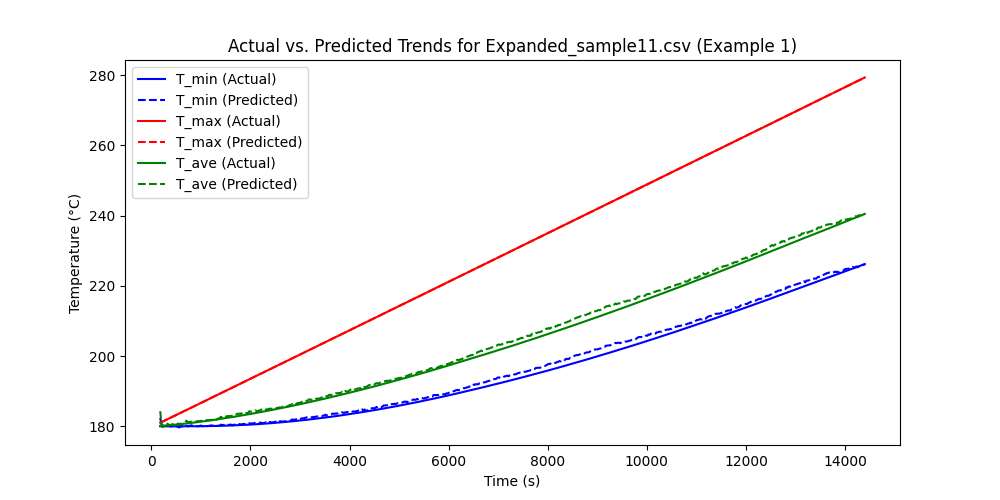 Actual vs. Predicted Trends for Expanded_sample11.csv (Example 1)
T_min (Actual)
T_min (Predicted)
T_max (Actual)
T_max (Predicted)
T_ave (Actual)
T_ave (Predicted)
Temperature (°C)
280
260
240
220
200
180
0 2000 4000 6000 8000 10000 12000 14000
Time (s)